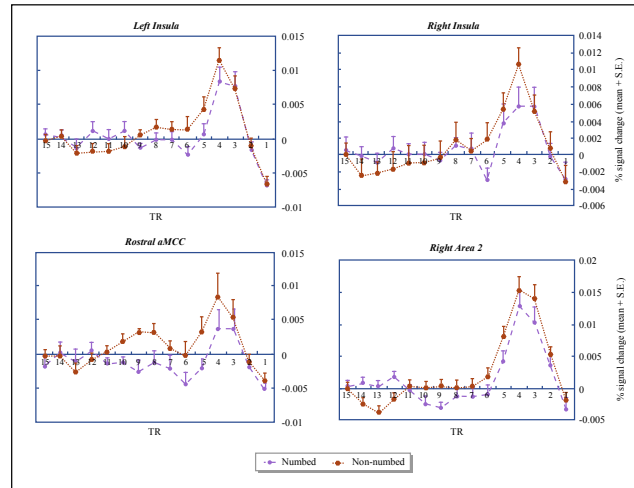 Left Insula
0.015
0.01
0.005
0
-0.005
-0.01
15 14 13 12 11 10 9 8 7 6 5 4 3 2 1
TR
Right Insula
0.014
0.012
0.01
0.008
0.006
0.004
0.002
0
-0.002
-0.004
-0.006
% signal change (mean + S.E.)
15 14 13 12 11 10 9 8 7 6 5 4 3 2 1
TR
Rostral aMCC
0.015
0.01
0.005
0
-0.005
-0.01
15 14 13 12 11 10 9 8 7 6 5 4 3 2 1
TR
Right Area 2
0.02
0.015
0.01
0.005
0
-0.005
% signal change (mean + S.E.)
15 14 13 12 11 10 9 8 7 6 5 4 3 2 1
TR
Numbed Non-numbed